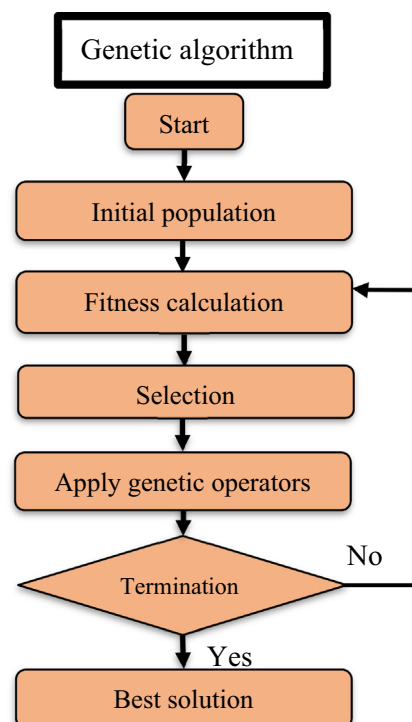 Genetic algorithm
Start
Initial population
Fitness calculation
Selection
Apply genetic operators
Termination
No
Yes
Best solution